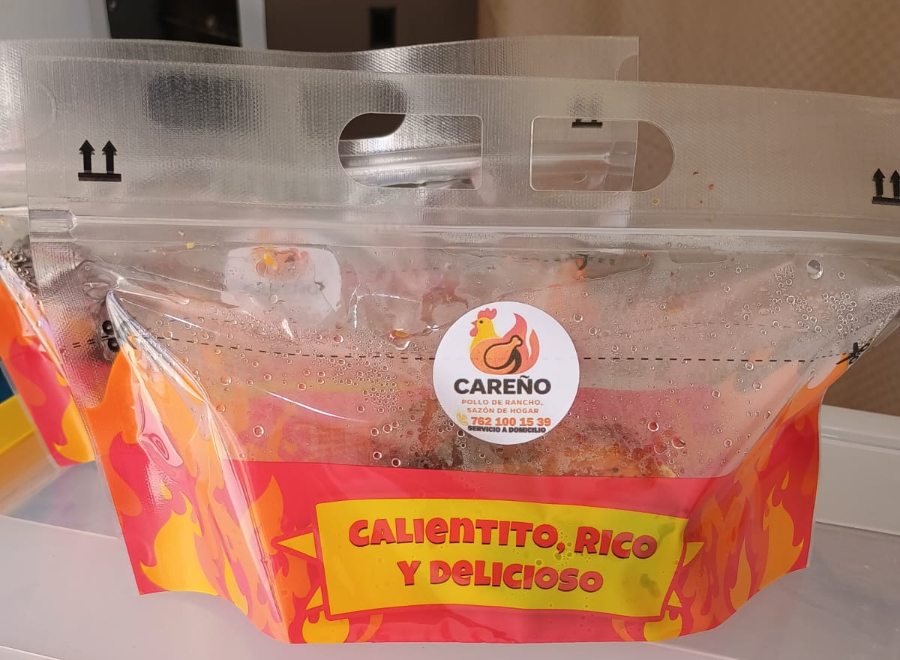 CAREÑO
POLLO DE RANCHO,
SAZÓN DE HOGAR
762 100 15 39
SERVICIO A DOMICILIO
CALIENTITO, RICO
Y DELICIOSO